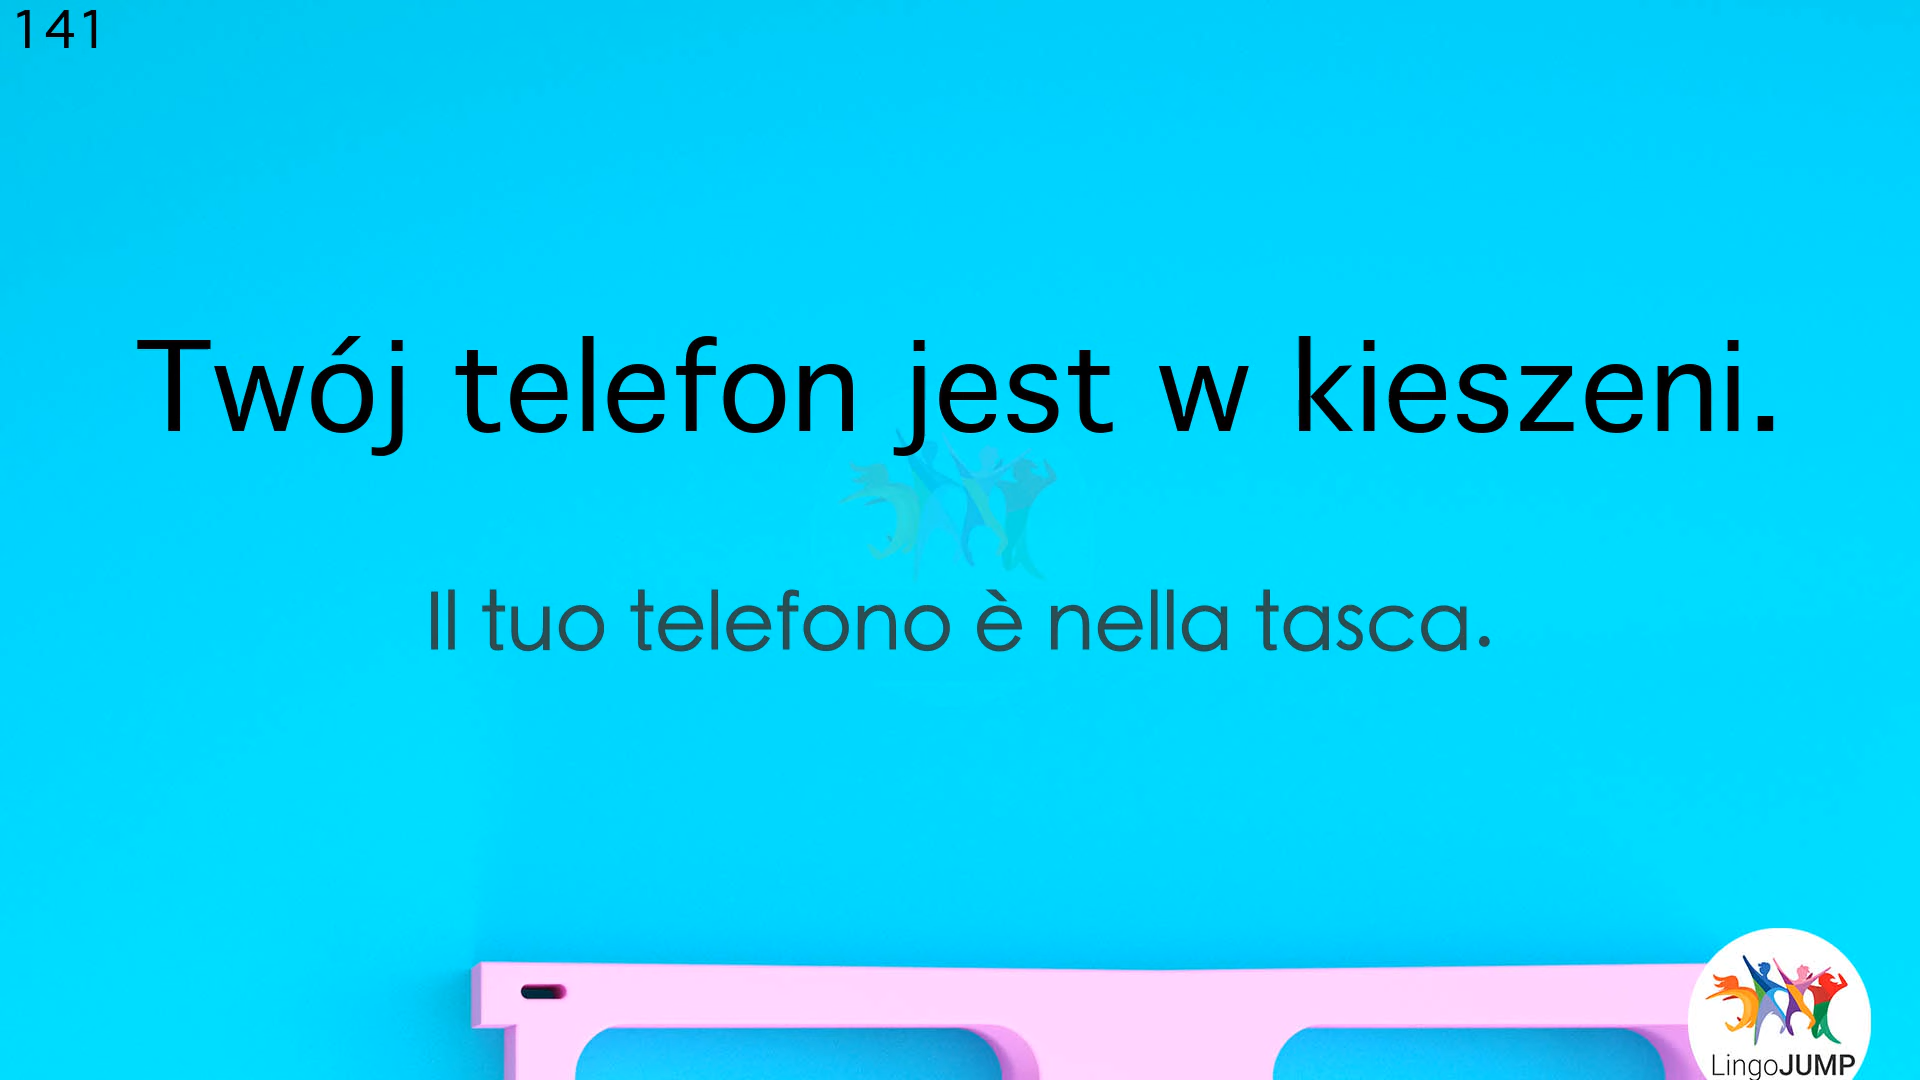 141
Twój telefon jest w kieszeni.
Il tuo telefono è nella tasca.
LingoJUMP